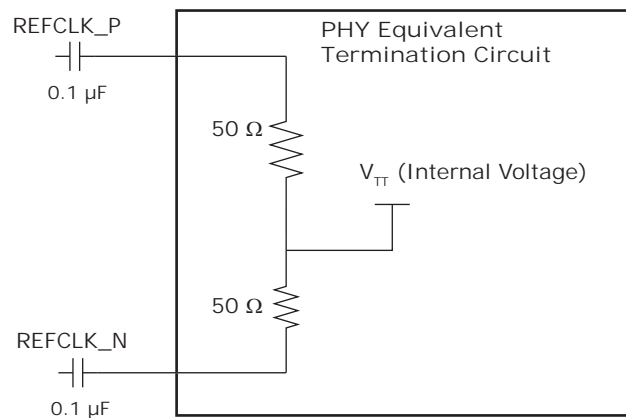 REFCLK_P
0.1 µF
PHY Equivalent
Termination Circuit
50 Ω
V_TT (Internal Voltage)
50 Ω
REFCLK_N
0.1 µF